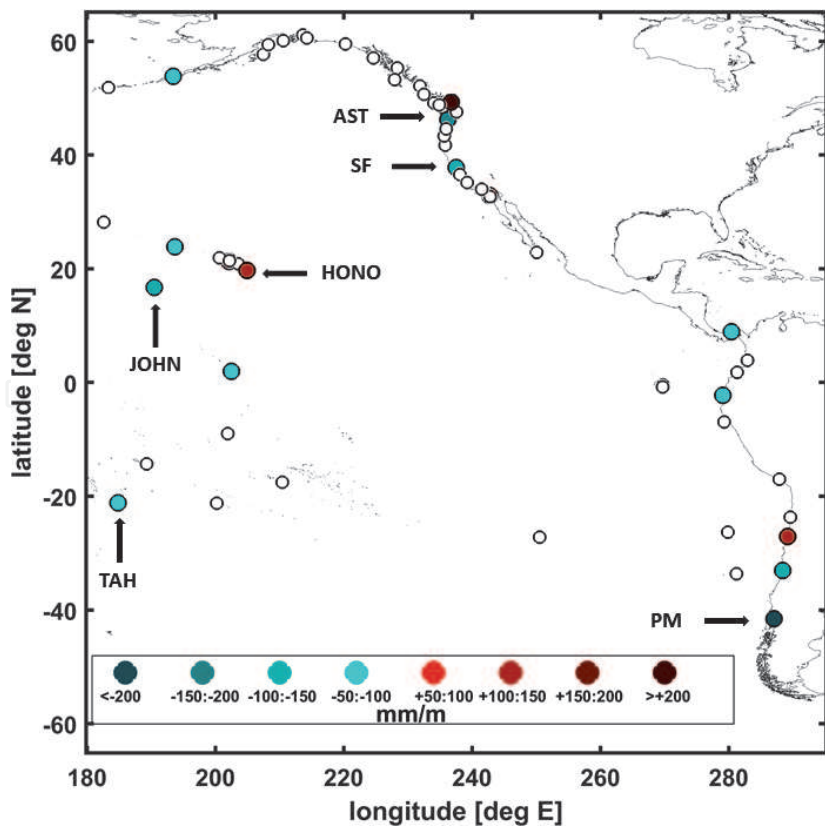 60
AST
40
SF
20
HONO
JOHN
0
-20
TAH
-40
PM
<-200 -150:-200 -100:-150 -50:-100 +50:100 +100:150 +150:200 >+200
mm/m
-60
180 200 220 240 260 280
longitude [deg E]
latitude [deg N]